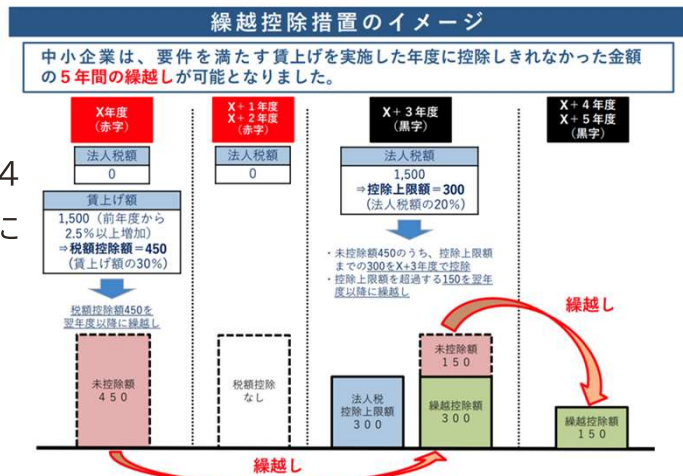 繰越控除措置のイメージ
中小企業は、要件を満たす賃上げを実施した年度に控除しきれなかった金額
の５年間の繰越しが可能となりました。
X年度
（赤字）
X＋１年度
X＋２年度
（赤字）
X＋３年度
（黒字）
X＋４年度
X＋５年度
（黒字）
4
に
法人税額
0
賃上げ額
1,500（前年度から
2.5%以上増加）
⇒税額控除額＝450
（賃上げ額の30%）
税額控除額450を
翌年度以降に繰越し
法人税額
0
法人税額
1,500
⇒控除上限額＝300
（法人税額の20%）
・未控除額450のうち、控除上限額
までの300をX+3年度で控除
・控除上限額を超過する150を翌年
度以降に繰越し
繰越し
未控除額
４５０
税額控除
なし
法人税
控除上限額
３００
未控除額
１５０
繰越控除額
３００
繰越控除額
１５０
繰越し